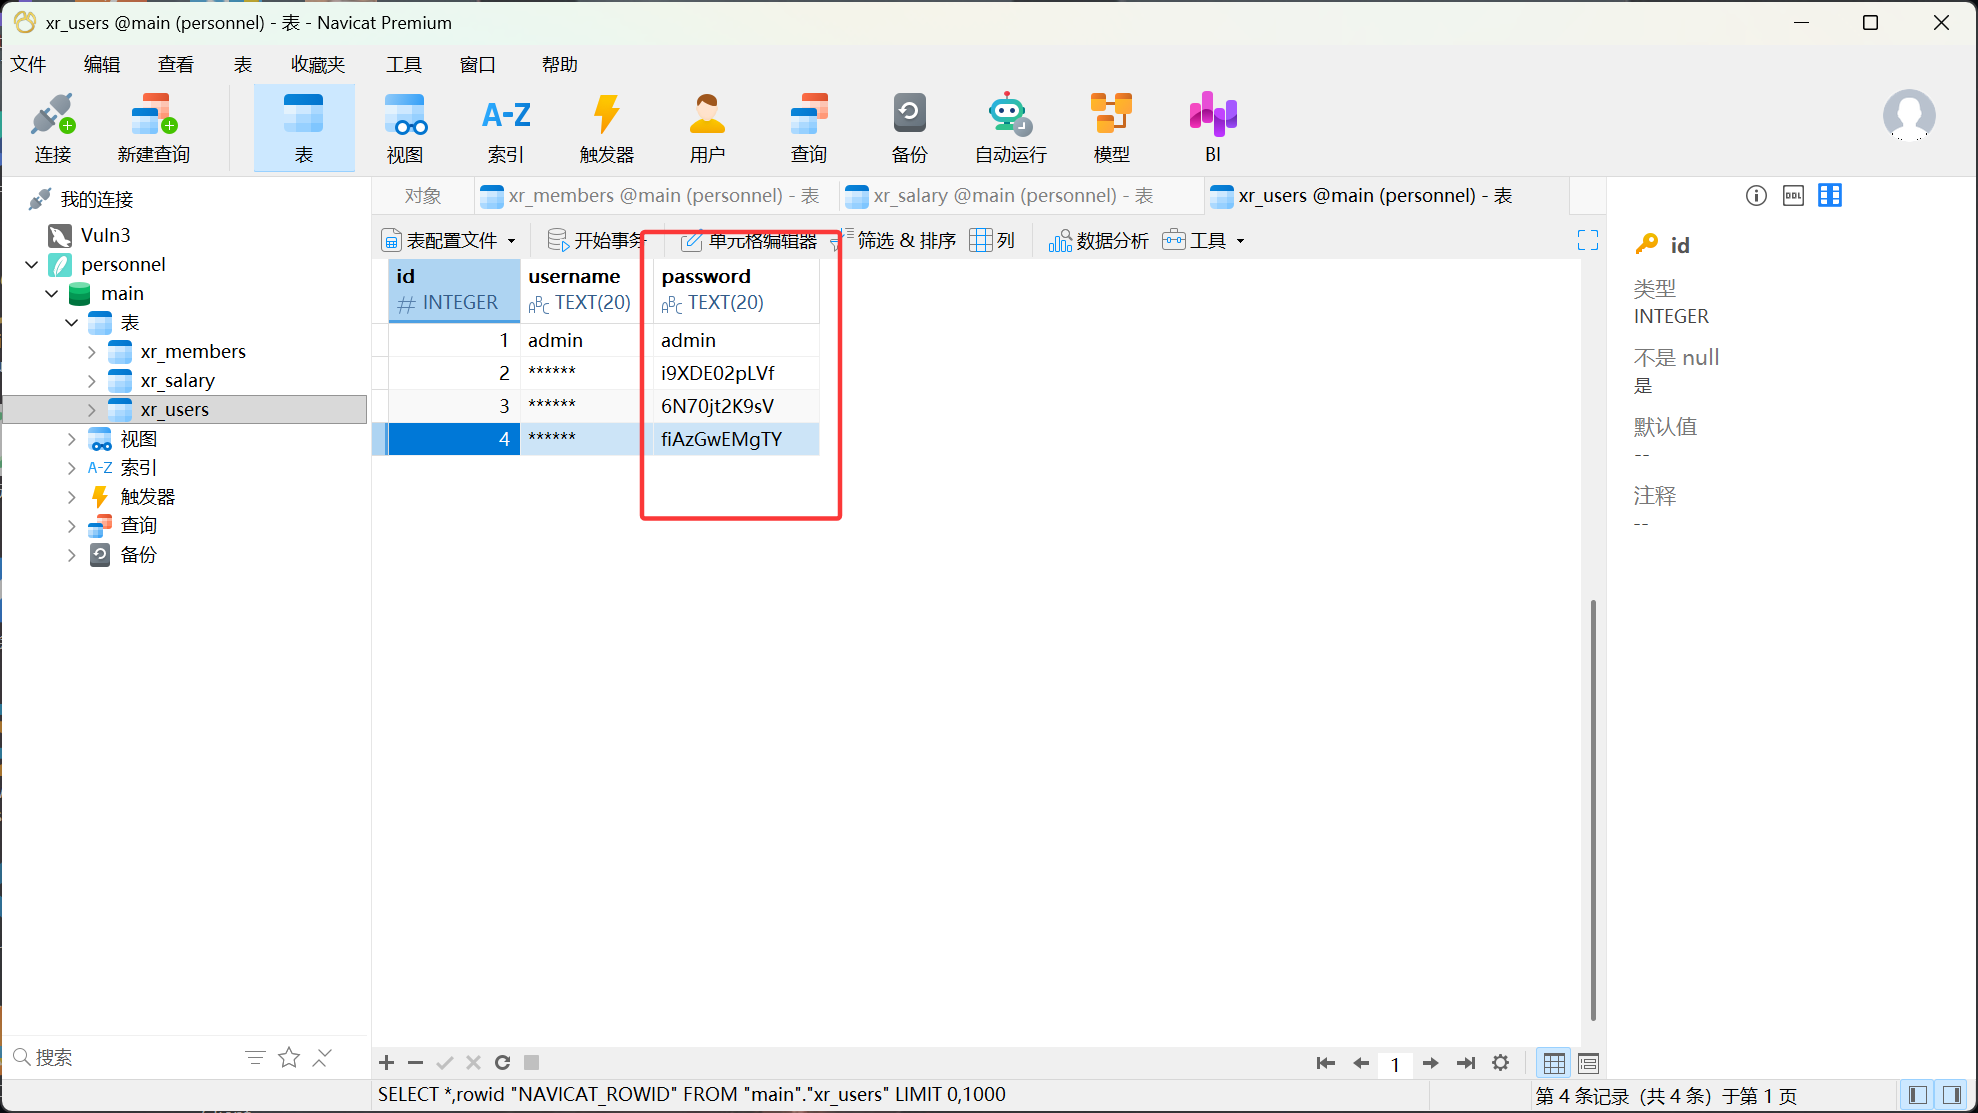 xr_users @main (personnel) - 表 - Navicat Premium
文件 编辑 查看 表 收藏夹 工具 窗口 帮助
连接 新建查询 表 视图 索引 触发器 用户 查询 备份 自动运行 模型 BI
我的连接
Vuln3
personnel
main
表
xr_members
xr_salary
xr_users
视图
A-Z 索引
触发器
查询
备份
搜索
对象 xr_members @main (personnel) - 表 xr_salary @main (personnel) - 表 xr_users @main (personnel) - 表
表配置文件 开始事务 单元格编辑器 筛选 & 排序 列 数据分析 工具
id username password
# INTEGER ABC TEXT(20) ABC TEXT(20)
1 admin admin
2 ****** i9XDE02pLVf
3 ****** 6N70jt2K9sV
4 ****** fiAzGwEMgTY
DDL
id
类型
INTEGER
不是 null
是
默认值
--
注释
--
1
SELECT *,rowid "NAVICAT_ROWID" FROM "main"."xr_users" LIMIT 0,1000
第 4 条记录（共 4 条）于第 1 页